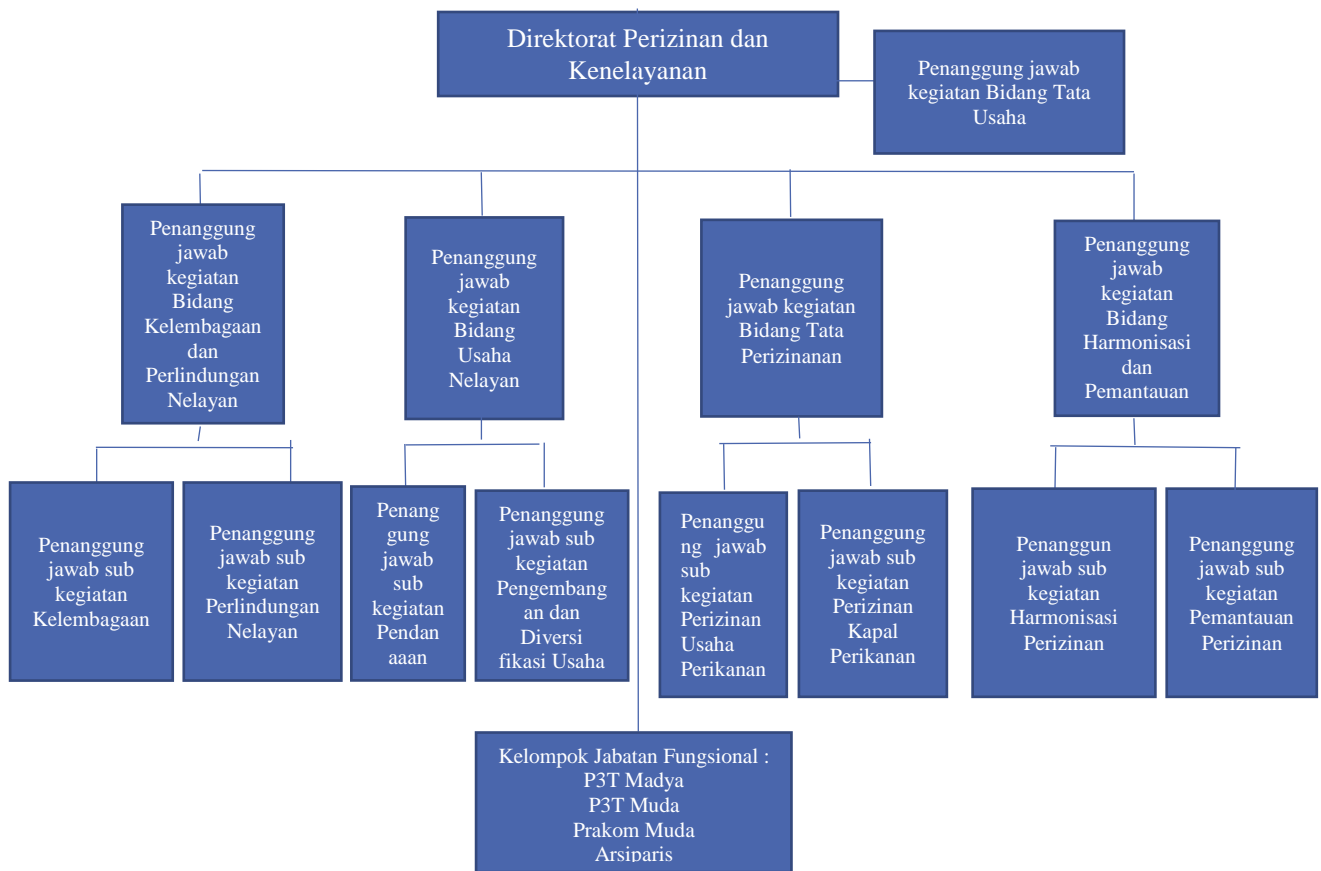 Direktorat Perizinan dan
Kenelayanan
Penanggung jawab
kegiatan Bidang Tata
Usaha
Penanggung
jawab
kegiatan
Bidang
Kelembagaan
dan
Perlindungan
Nelayan
Penanggung
jawab
kegiatan
Bidang
Usaha
Nelayan
Penanggung
jawab kegiatan
Bidang Tata
Perizinanan
Penanggung
jawab
kegiatan
Bidang
Harmonisasi
dan
Pemantauan
Penanggung
jawab sub
kegiatan
Kelembagaan
Penanggung
jawab sub
kegiatan
Perlindungan
Nelayan
Penang
gung
jawab
sub
kegiatan
Pendan
aaan
Penanggung
jawab sub
kegiatan
Pengembang
an dan
Diversi
fikasi Usaha
Penanggu
ng jawab
sub
kegiatan
Perizinan
Usaha
Perikanan
Penanggung
jawab sub
kegiatan
Perizinan
Kapal
Perikanan
Penanggun
jawab sub
kegiatan
Harmonisasi
Perizinan
Penanggung
jawab sub
kegiatan
Pemantauan
Perizinan
Kelompok Jabatan Fungsional :
P3T Madya
P3T Muda
Prakom Muda
Arsiparis